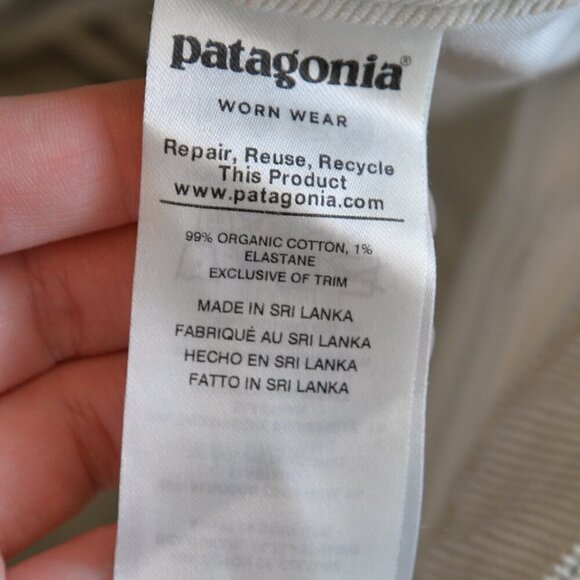 patagonia®
WORN WEAR
Repair, Reuse, Recycle
This Product
www.patagonia.com
99% ORGANIC COTTON, 1%
ELASTANE
EXCLUSIVE OF TRIM
MADE IN SRI LANKA
FABRIQUÉ AU SRI LANKA
HECHO EN SRI LANKA
FATTO IN SRI LANKA